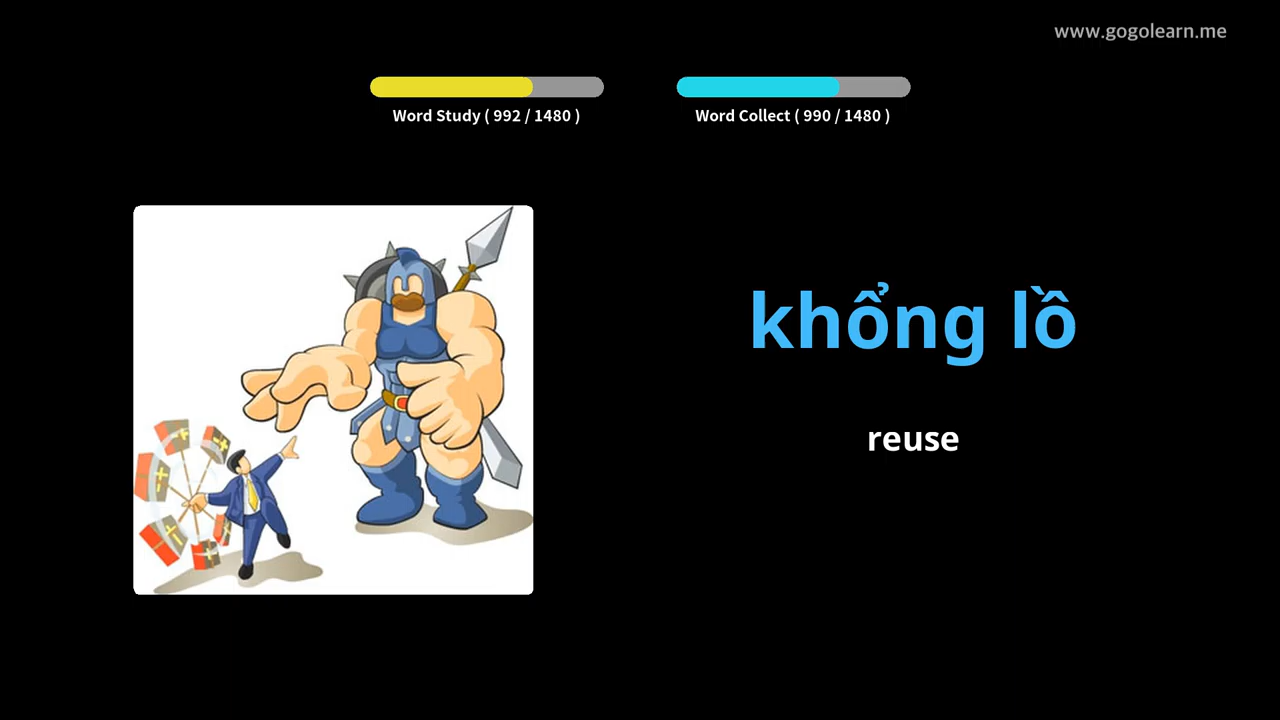 www.gogolearn.me
Word Study ( 992 / 1480 )
Word Collect ( 990 / 1480 )
khổng lồ
reuse